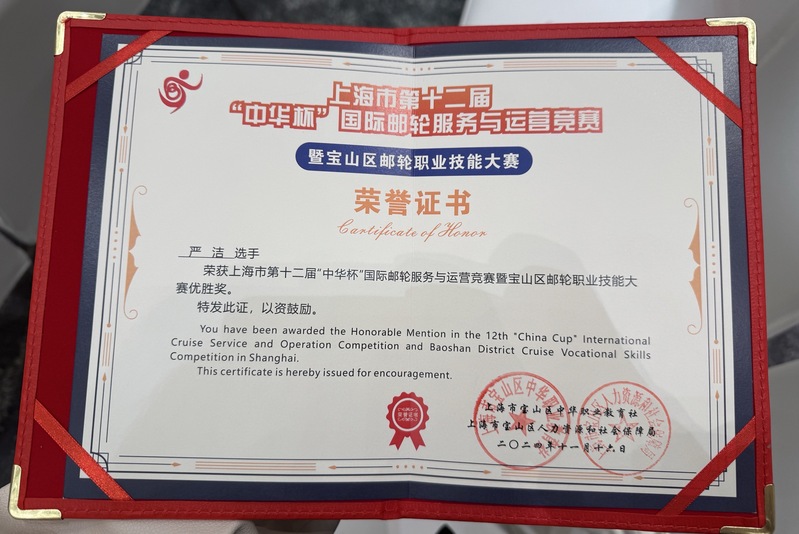 上海市第十二届
“中华杯”国际邮轮服务与运营竞赛
暨宝山区邮轮职业技能大赛
荣誉证书
Certificate of Honor
严 洁 选手
荣获上海市第十二届“中华杯”国际邮轮服务与运营竞赛暨宝山区邮轮职业技能大
赛优胜奖。
特发此证，以资鼓励。
You have been awarded the Honorable Mention in the 12th "China Cup" International
Cruise Service and Operation Competition and Baoshan District Cruise Vocational Skills
Competition in Shanghai.
This certificate is hereby issued for encouragement.
荣誉证书
上海市宝山区中华职业教育社
上海市宝山区人力资源和社会保障局
二〇二四年十一月十六日